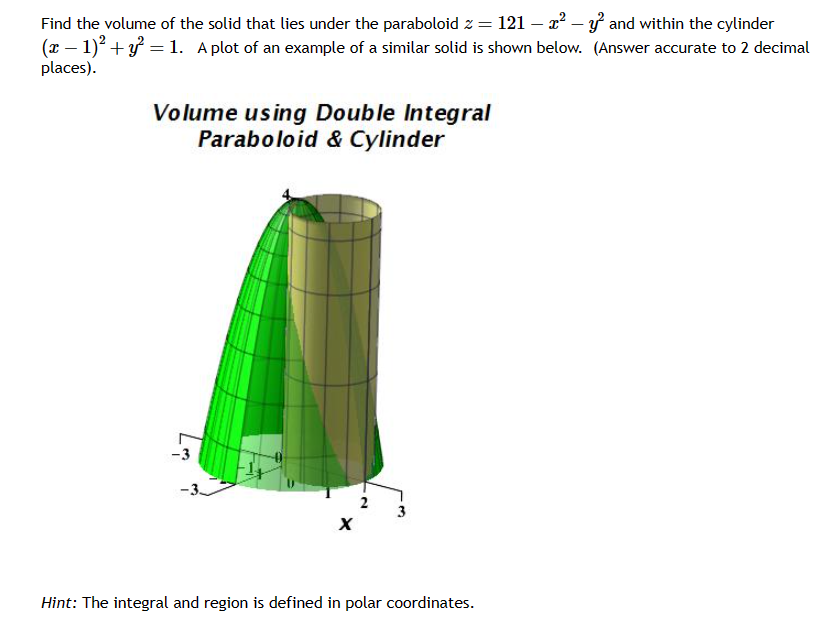 Find the volume of the solid that lies under the paraboloid z = 121 − x² − y² and within the cylinder
(x − 1)² + y² = 1. A plot of an example of a similar solid is shown below. (Answer accurate to 2 decimal
places).
Volume using Double Integral
Paraboloid & Cylinder
4
-3
-1
0
-3
0
1
2
3
X
Hint: The integral and region is defined in polar coordinates.